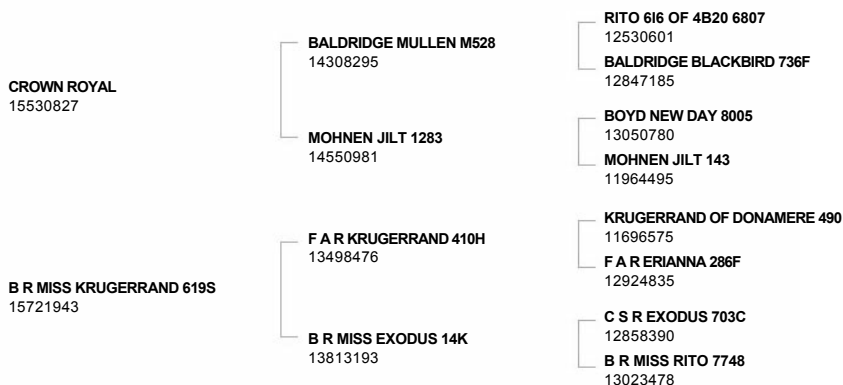 CROWN ROYAL
15530827
BALDRIDGE MULLEN M528
14308295
RITO 6I6 OF 4B20 6807
12530601
BALDRIDGE BLACKBIRD 736F
12847185
MOHNEN JILT 1283
14550981
BOYD NEW DAY 8005
13050780
MOHNEN JILT 143
11964495
B R MISS KRUGERRAND 619S
15721943
F A R KRUGERRAND 410H
13498476
KRUGERRAND OF DONAMERE 490
11696575
F A R ERIANNA 286F
12924835
B R MISS EXODUS 14K
13813193
C S R EXODUS 703C
12858390
B R MISS RITO 7748
13023478